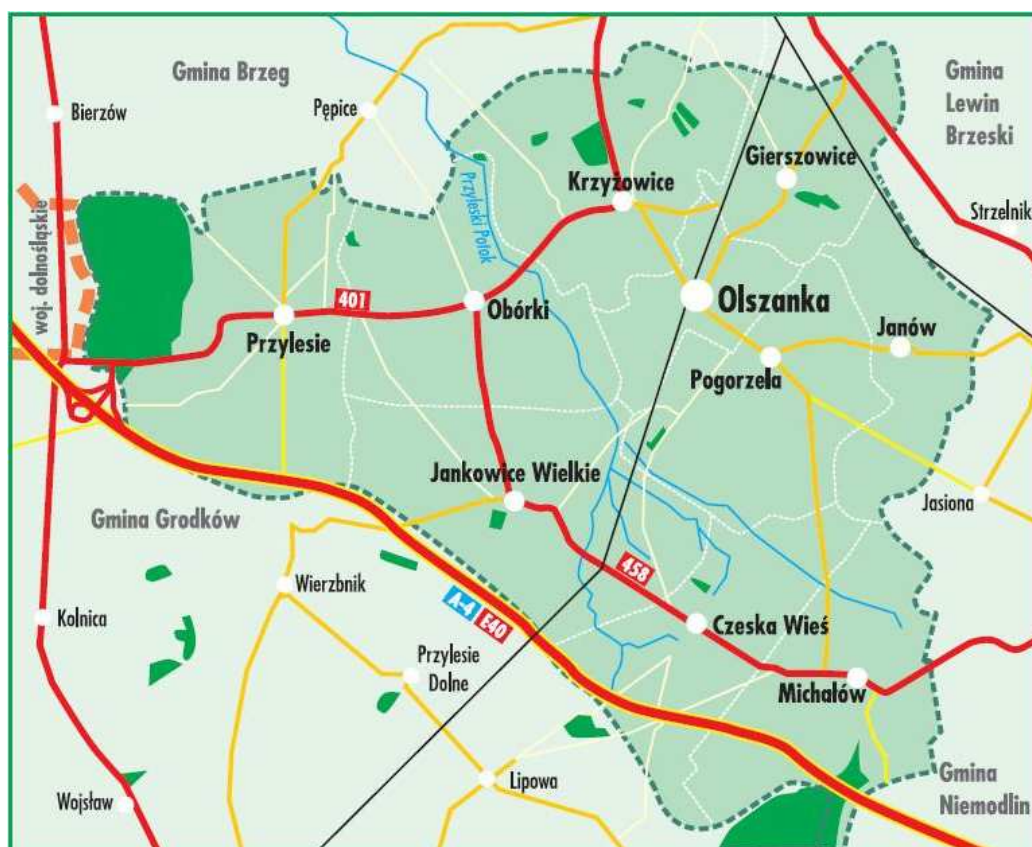 Gmina Brzeg
Bierzów
Pępice
Gmina
Lewin
Brzeski
Gierszowice
Krzyżowice
Przyleski Potok
Strzelnik
woj. dolnośląskie
401
Obórki
Olszanka
Przylesie
Janów
Pogorzela
Jankowice Wielkie
Jasiona
Gmina Grodków
458
Wierzbnik
A-4
E40
Kolnica
Czeska Wieś
Przylesie
Dolne
Michałów
Lipowa
Gmina
Niemodlin
Wojsław